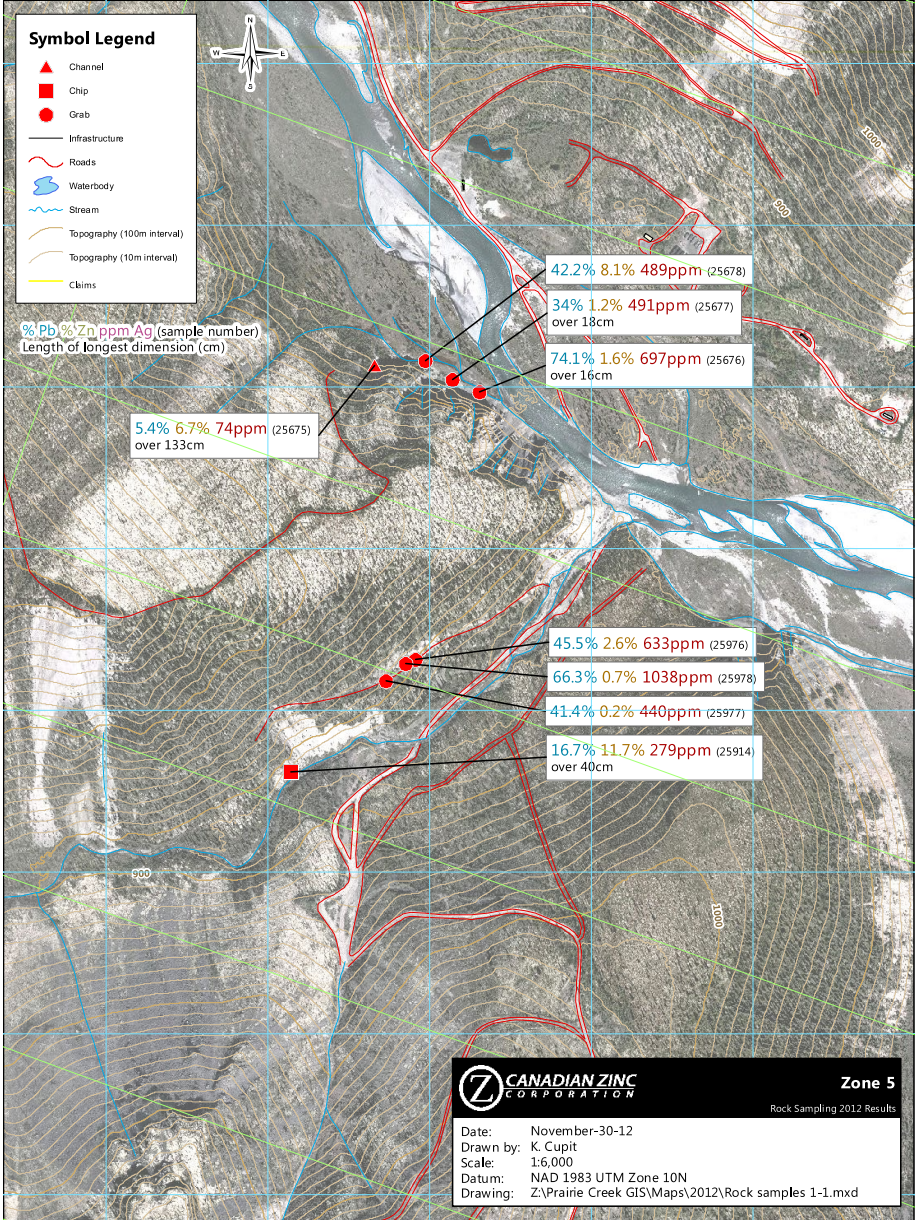 Symbol Legend
Channel
Chip
Grab
Infrastructure
Roads
Waterbody
Stream
Topography (100m interval)
Topography (10m interval)
Claims
N
W
E
S
1000
900
% Pb % Zn ppm Ag (sample number)
Length of longest dimension (cm)
42.2% 8.1% 489ppm (25678)
34% 1.2% 491ppm (25677)
over 18cm
74.1% 1.6% 697ppm (25676)
over 16cm
5.4% 6.7% 74ppm (25675)
over 133cm
45.5% 2.6% 633ppm (25976)
66.3% 0.7% 1038ppm (25978)
41.4% 0.2% 440ppm (25977)
16.7% 11.7% 279ppm (25914)
over 40cm
900
1000
Z CANADIAN ZINC
CORPORATION
Zone 5
Rock Sampling 2012 Results
Date: November-30-12
Drawn by: K. Cupit
Scale: 1:6,000
Datum: NAD 1983 UTM Zone 10N
Drawing: Z:\Prairie Creek GIS\Maps\2012\Rock samples 1-1.mxd